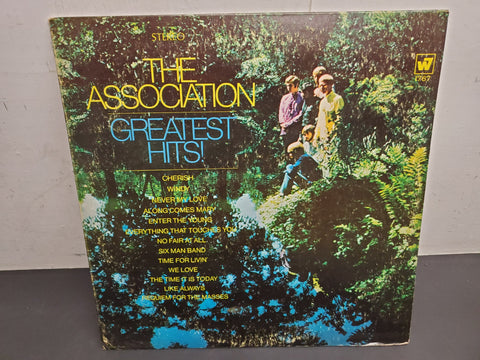 STEREO
W7
1767
THE
ASSOCIATION
GREATEST
HITS!
CHERISH
WINDY
NEVER MY LOVE
ALONG COMES MARY
ENTER THE YOUNG
EVERYTHING THAT TOUCHES YOU
NO FAIR AT ALL
SIX MAN BAND
TIME FOR LIVIN'
WE LOVE
THE TIME IT IS TODAY
LIKE ALWAYS
REQUIEM FOR THE MASSES